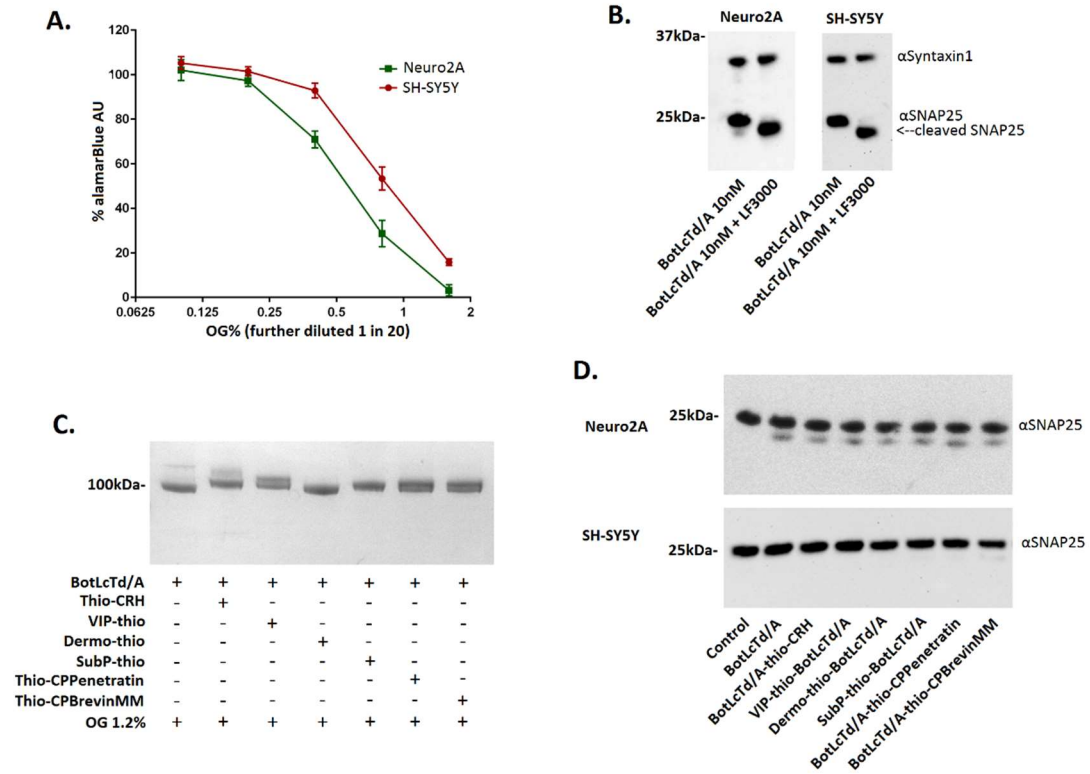 A.
120
100
80
60
40
20
0
0.0625 0.125 0.25 0.5 1 2
% alamarBlue AU
OG% (further diluted 1 in 20)
Neuro2A
SH-SY5Y
B.
Neuro2A SH-SY5Y
37kDa-
25kDa-
αSyntaxin1
αSNAP25
<--cleaved SNAP25
BotLcTd/A 10nM
BotLcTd/A 10nM + LF3000
BotLcTd/A 10nM
BotLcTd/A 10nM + LF3000
C.
100kDa-
BotLcTd/A + + + + + + +
Thio-CRH - + - - - - -
VIP-thio - - + - - - -
Dermo-thio - - - + - - -
SubP-thio - - - - + - -
Thio-CPPenetratin - - - - - + -
Thio-CPBrevinMM - - - - - - +
OG 1.2% + + + + + + +
D.
Neuro2A
25kDa-
αSNAP25
SH-SY5Y
25kDa-
αSNAP25
Control
BotLcTd/A
BotLcTd/A-thio-CRH
VIP-thio-BotLcTd/A
Dermo-thio-BotLcTd/A
SubP-thio-BotLcTd/A
BotLcTd/A-thio-CPPenetratin
BotLcTd/A-thio-CPBrevinMM